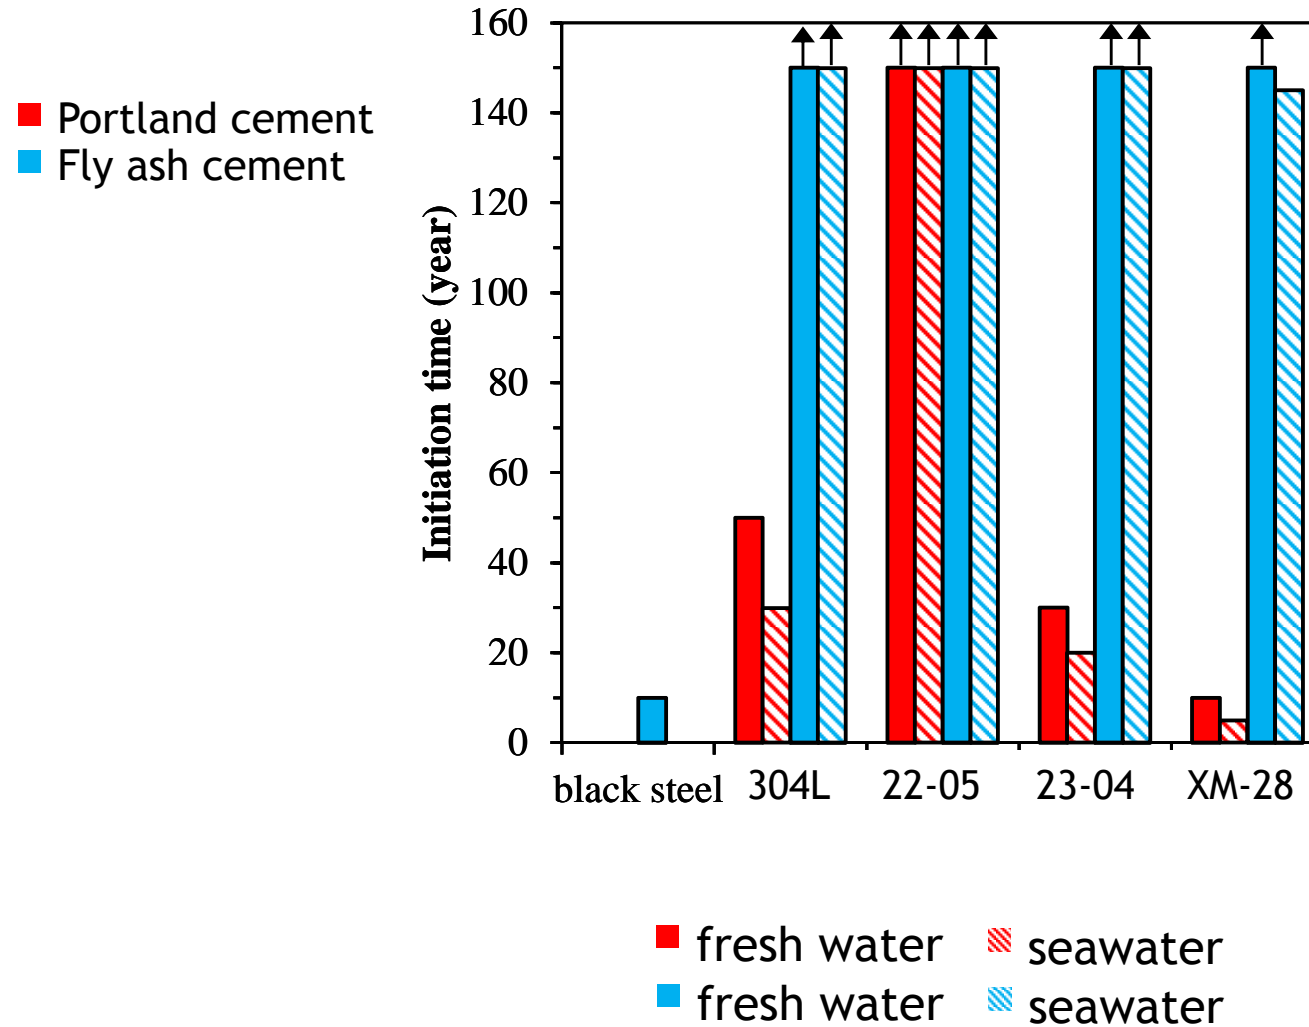 160
Portland cement
Fly ash cement
140
120
100
80
60
40
20
0
Initiation time (year)
black steel 304L 22-05 23-04 XM-28
fresh water seawater
fresh water seawater